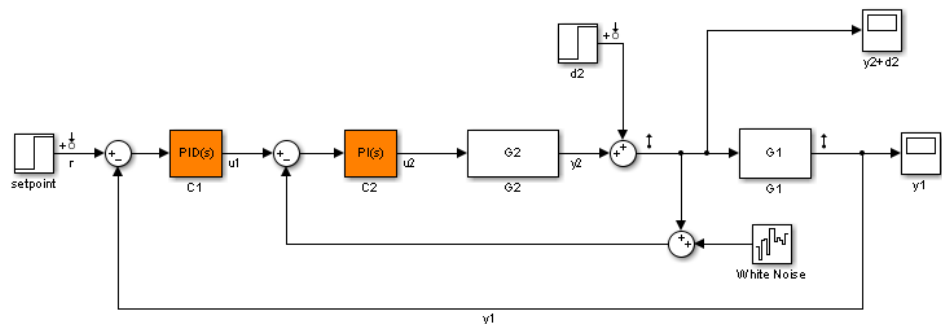 d2
y2+d2
setpoint
r
PID(s)
C1
u1
PI(s)
C2
u2
G2
G2
y2
G1
G1
y1
White Noise
y1